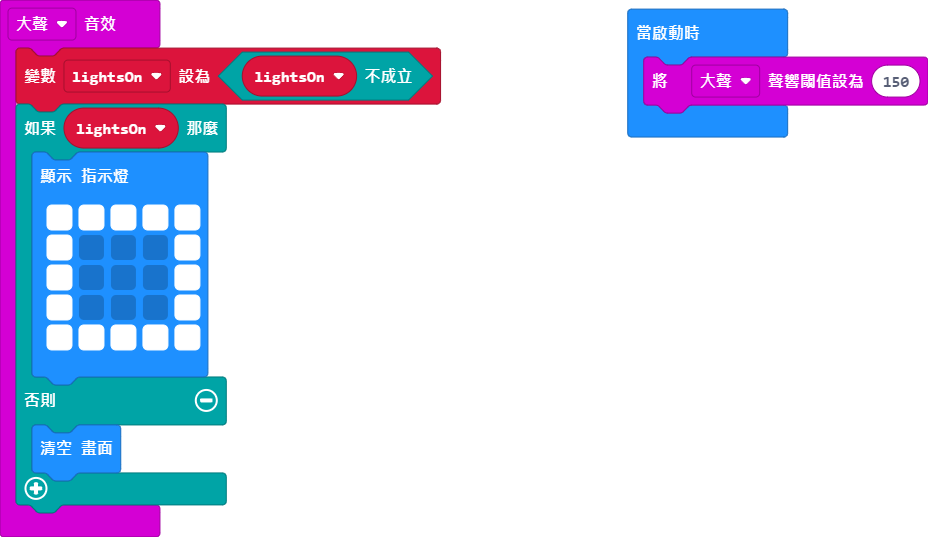 大聲 音效
變數 lightsOn 設為 lightsOn 不成立
如果 lightsOn 那麼
顯示 指示燈
否則
清空 畫面
當啟動時
將 大聲 聲響閾值設為 150